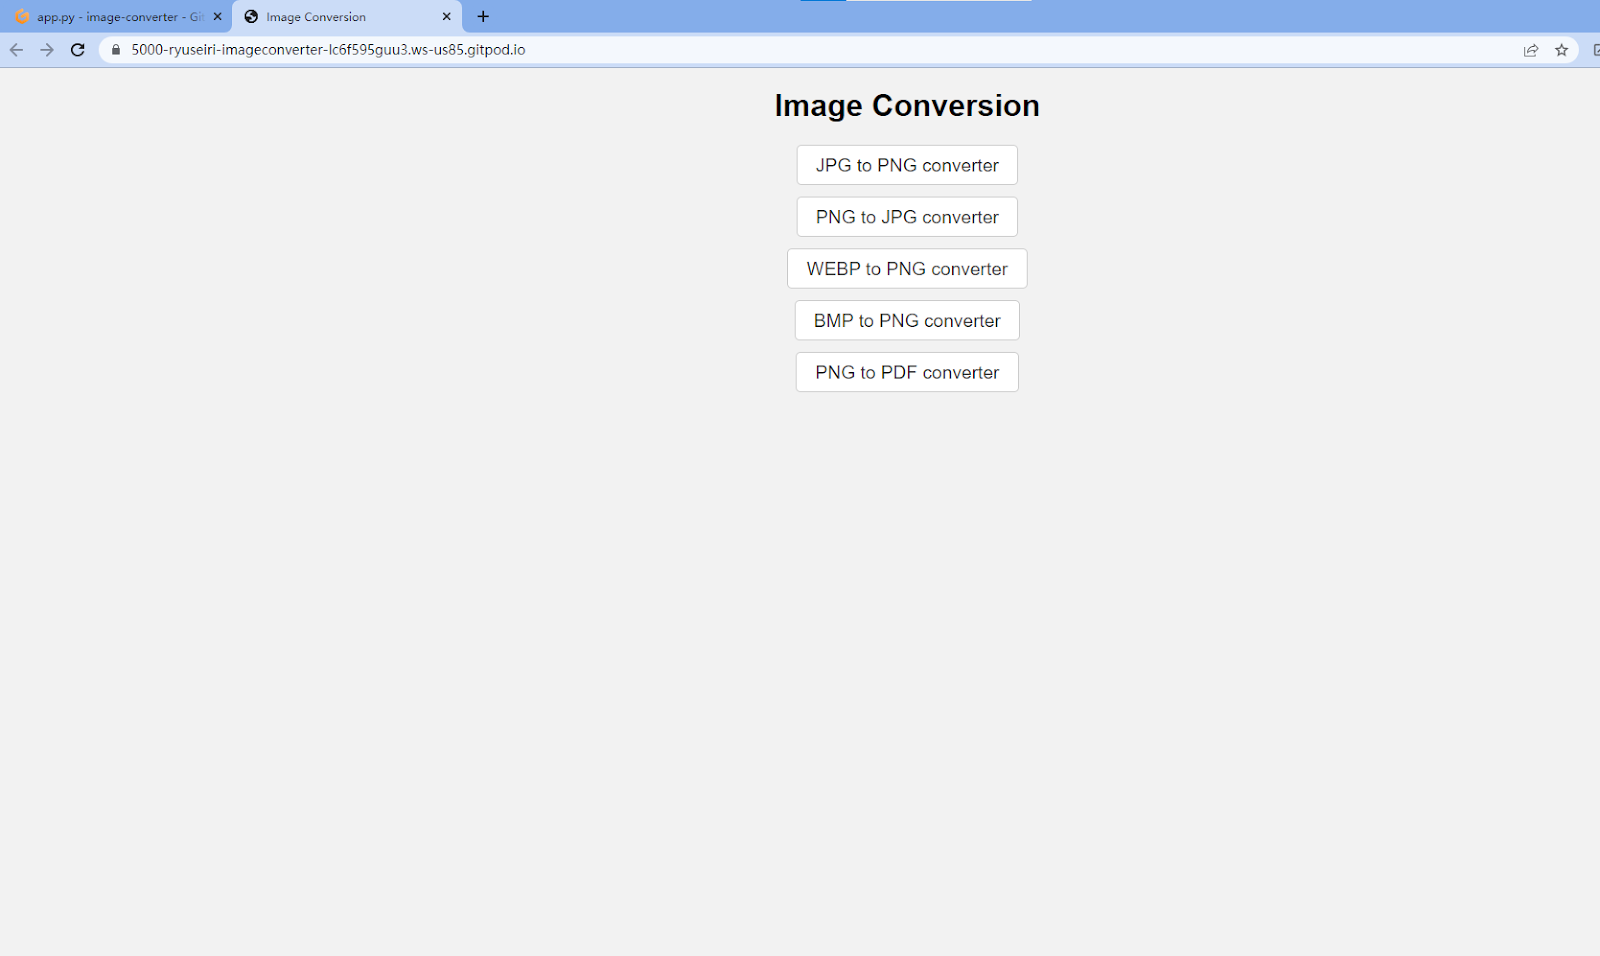 app.py - image-converter - Gi
Image Conversion
5000-ryuseiri-imageconverter-lc6f595guu3.ws-us85.gitpod.io
Image Conversion
JPG to PNG converter
PNG to JPG converter
WEBP to PNG converter
BMP to PNG converter
PNG to PDF converter